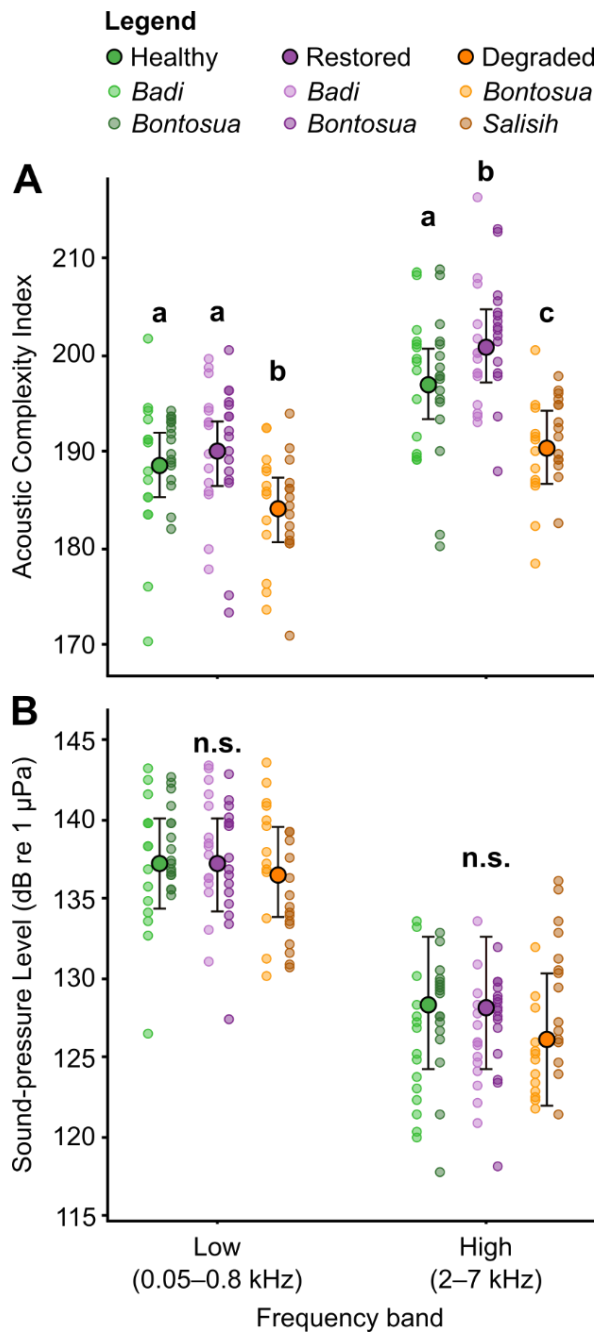 Legend
Healthy Restored Degraded
Badi Badi Bontosua
Bontosua Bontosua Salisih
A
b
a
210
a a c
200
b
190
180
170
Acoustic Complexity Index
B
145
n.s.
140
n.s.
135
130
125
120
115
Sound-pressure Level (dB re 1 µPa)
Low High
(0.05–0.8 kHz) (2–7 kHz)
Frequency band